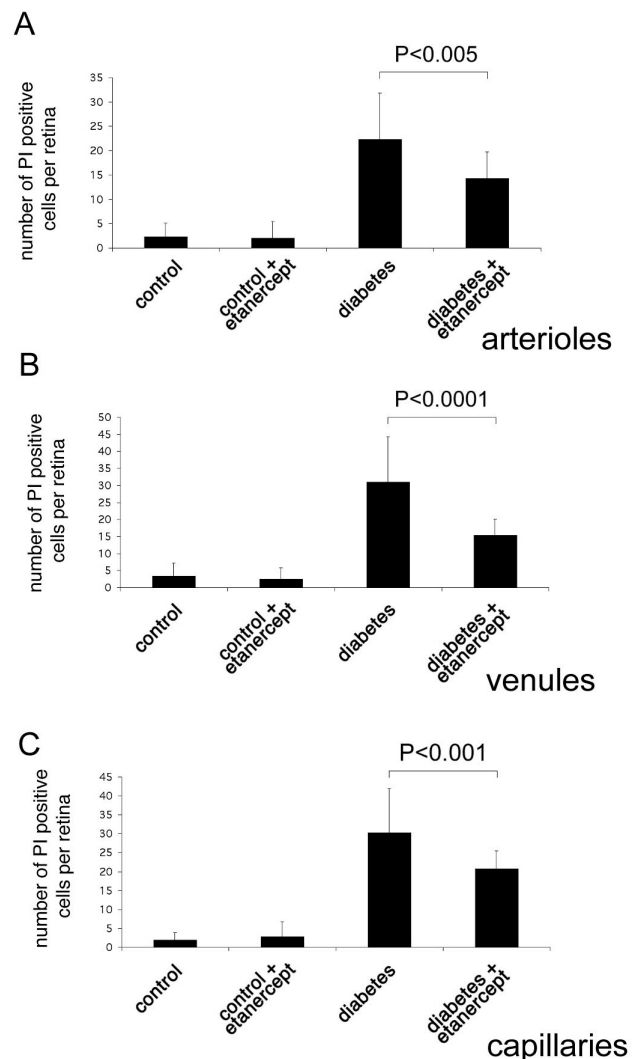 A
P<0.005
number of PI positive
cells per retina
35
30
25
20
15
10
5
0
control
control +
etanercept
diabetes
diabetes +
etanercept
arterioles
B
P<0.0001
number of PI positive
cells per retina
50
45
40
35
30
25
20
15
10
5
0
control
control +
etanercept
diabetes
diabetes +
etanercept
venules
C
P<0.001
number of PI positive
cells per retina
45
40
35
30
25
20
15
10
5
0
control
control +
etanercept
diabetes
diabetes +
etanercept
capillaries